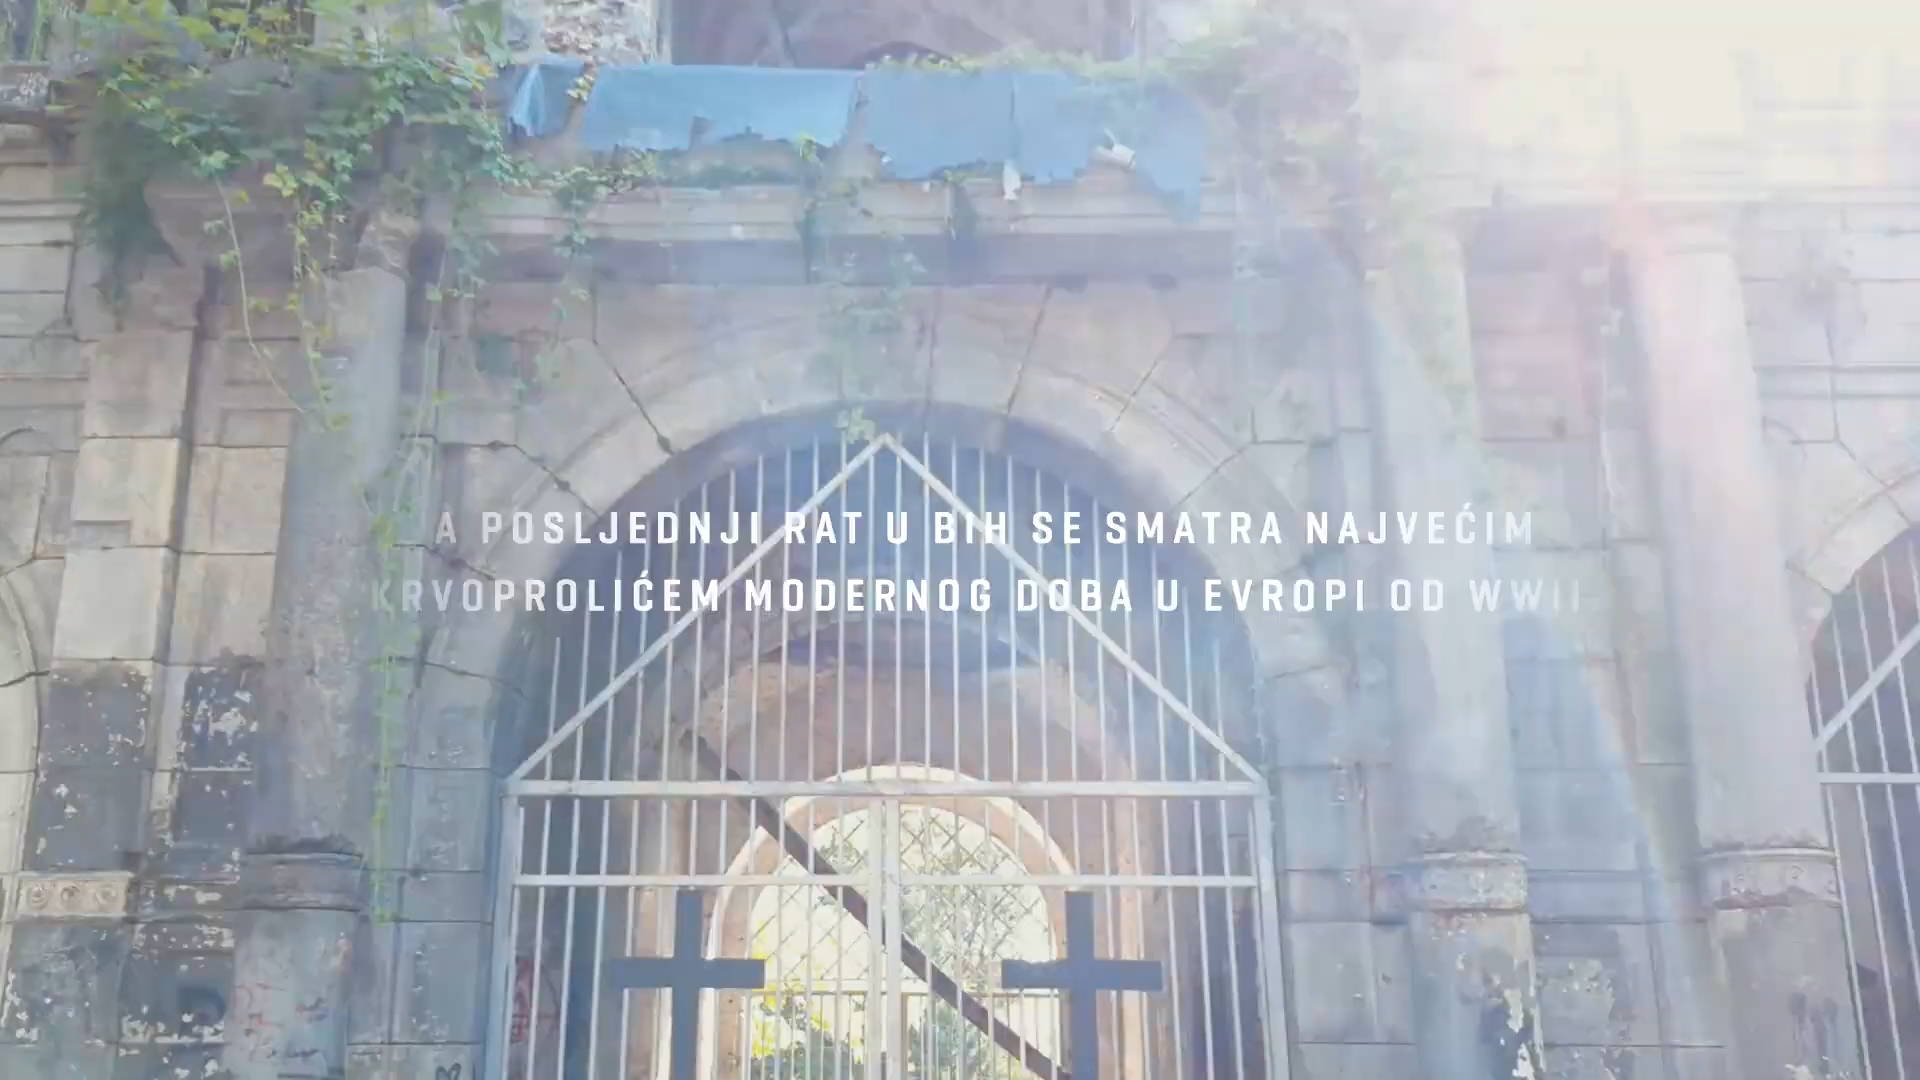 A POSLJEDNJI RAT U BIH SE SMATRA NAJVEĆIM
KRVOPROLIĆEM MODERNOG DOBA U EVROPI OD WWII